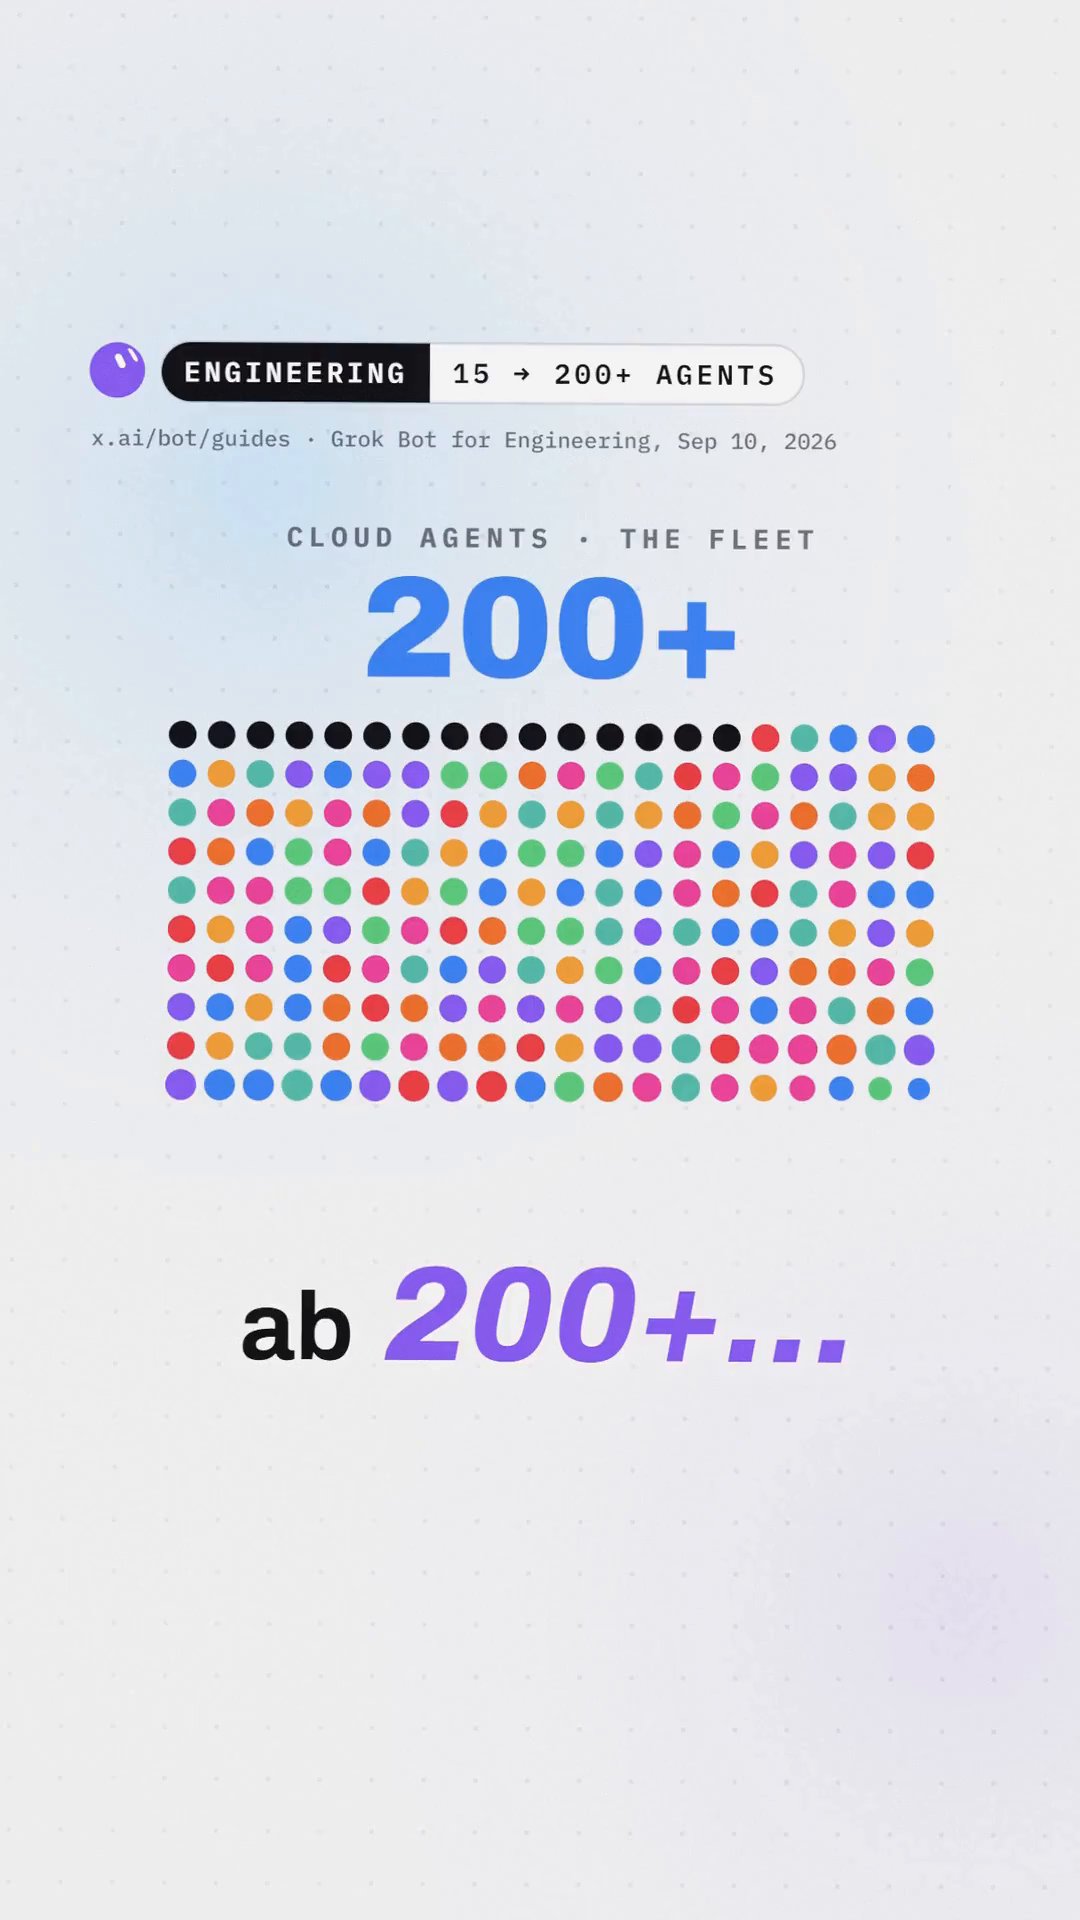 ENGINEERING 15 → 200+ AGENTS
x.ai/bot/guides · Grok Bot for Engineering, Sep 10, 2026
CLOUD AGENTS · THE FLEET
200+
ab 200+...